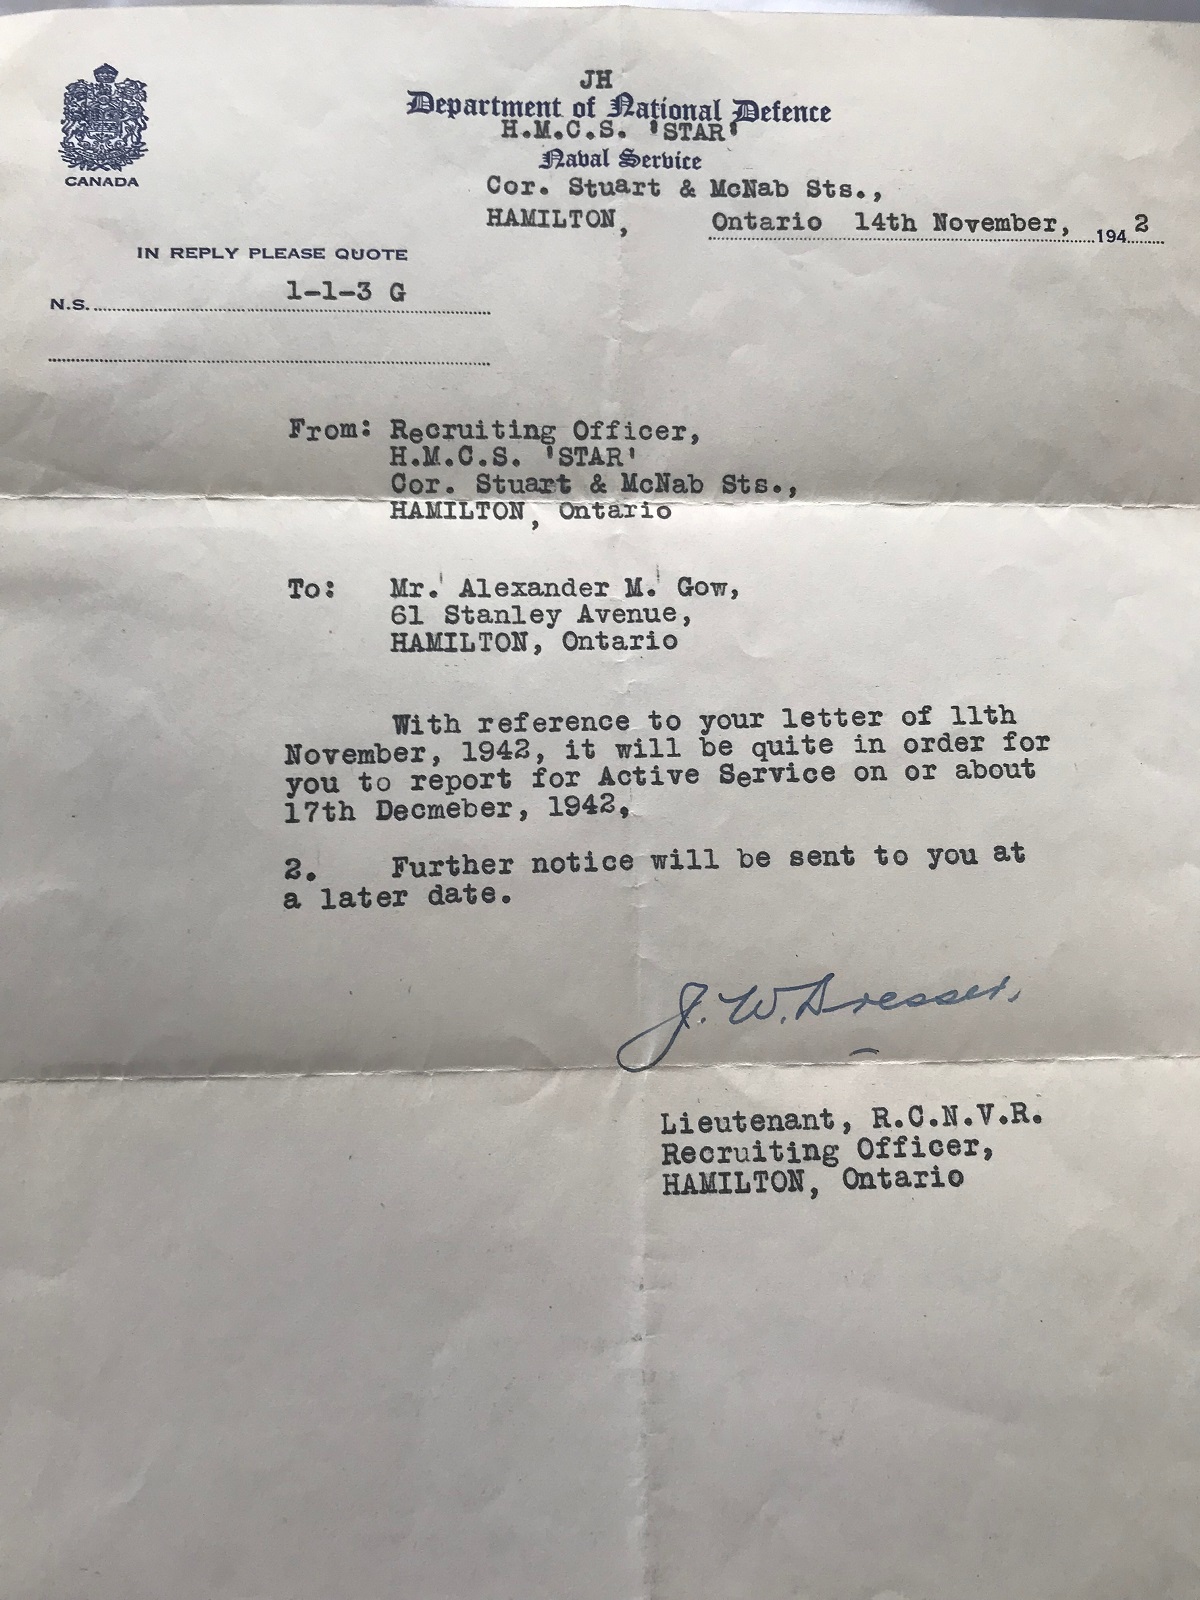 JH
Department of National Defence
H.M.C.S. 'STAR'
Naval Service
CANADA
Cor. Stuart & McNab Sts.,
HAMILTON, Ontario 14th November, 1942
IN REPLY PLEASE QUOTE
N.S. 1-1-3 G
From: Recruiting Officer,
H.M.C.S. 'STAR'
Cor. Stuart & McNab Sts.,
HAMILTON, Ontario
To: Mr. Alexander M. Gow,
61 Stanley Avenue,
HAMILTON, Ontario
With reference to your letter of 11th
November, 1942, it will be quite in order for
you to report for Active Service on or about
17th Decmeber, 1942,
2. Further notice will be sent to you at
a later date.
J. W. Dresser.
Lieutenant, R.C.N.V.R.
Recruiting Officer,
HAMILTON, Ontario